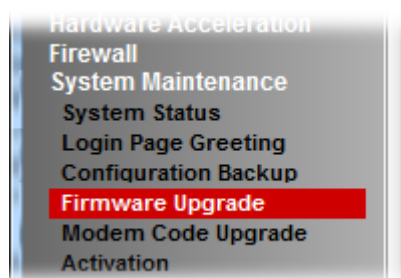 Hardware Acceleration
Firewall
System Maintenance
System Status
Login Page Greeting
Configuration Backup
Firmware Upgrade
Modem Code Upgrade
Activation